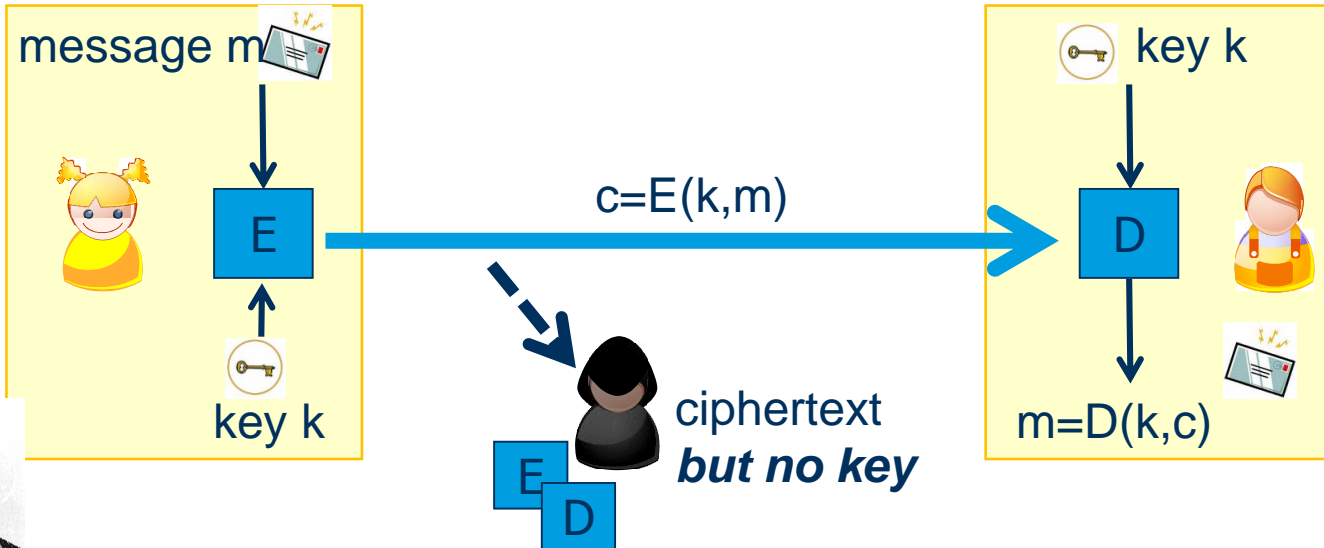 message m
E
key k
c=E(k,m)
ciphertext
but no key
E
D
key k
D
m=D(k,c)